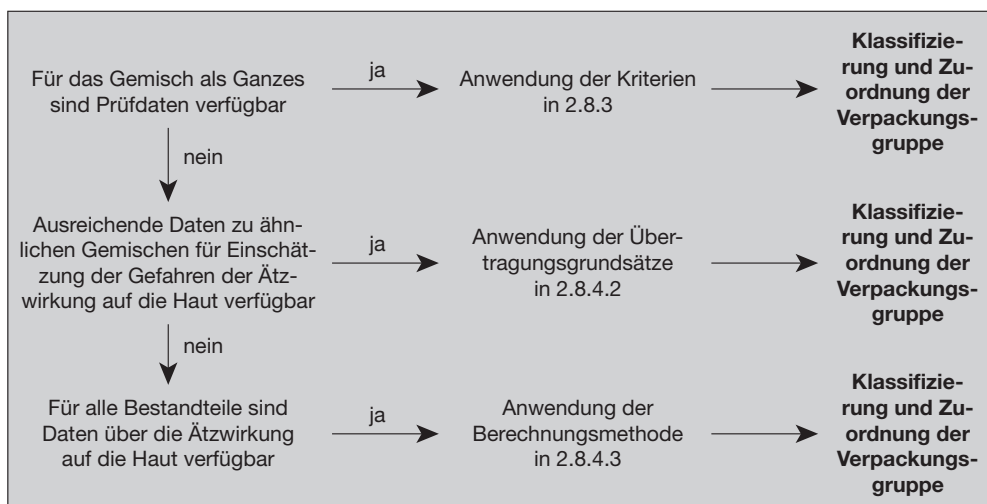 Für das Gemisch als Ganzes
sind Prüfdaten verfügbar
ja
Anwendung der Kriterien
in 2.8.3
Klassifizie-
rung und Zu-
ordnung der
Verpackungs-
gruppe
nein
Ausreichende Daten zu ähn-
lichen Gemischen für Einschät-
zung der Gefahren der Ätz-
wirkung auf die Haut verfügbar
ja
Anwendung der Über-
tragungsgrundsätze
in 2.8.4.2
Klassifizie-
rung und Zu-
ordnung der
Verpackungs-
gruppe
nein
Für alle Bestandteile sind
Daten über die Ätzwirkung
auf die Haut verfügbar
ja
Anwendung der
Berechnungsmethode
in 2.8.4.3
Klassifizie-
rung und Zu-
ordnung der
Verpackungs-
gruppe